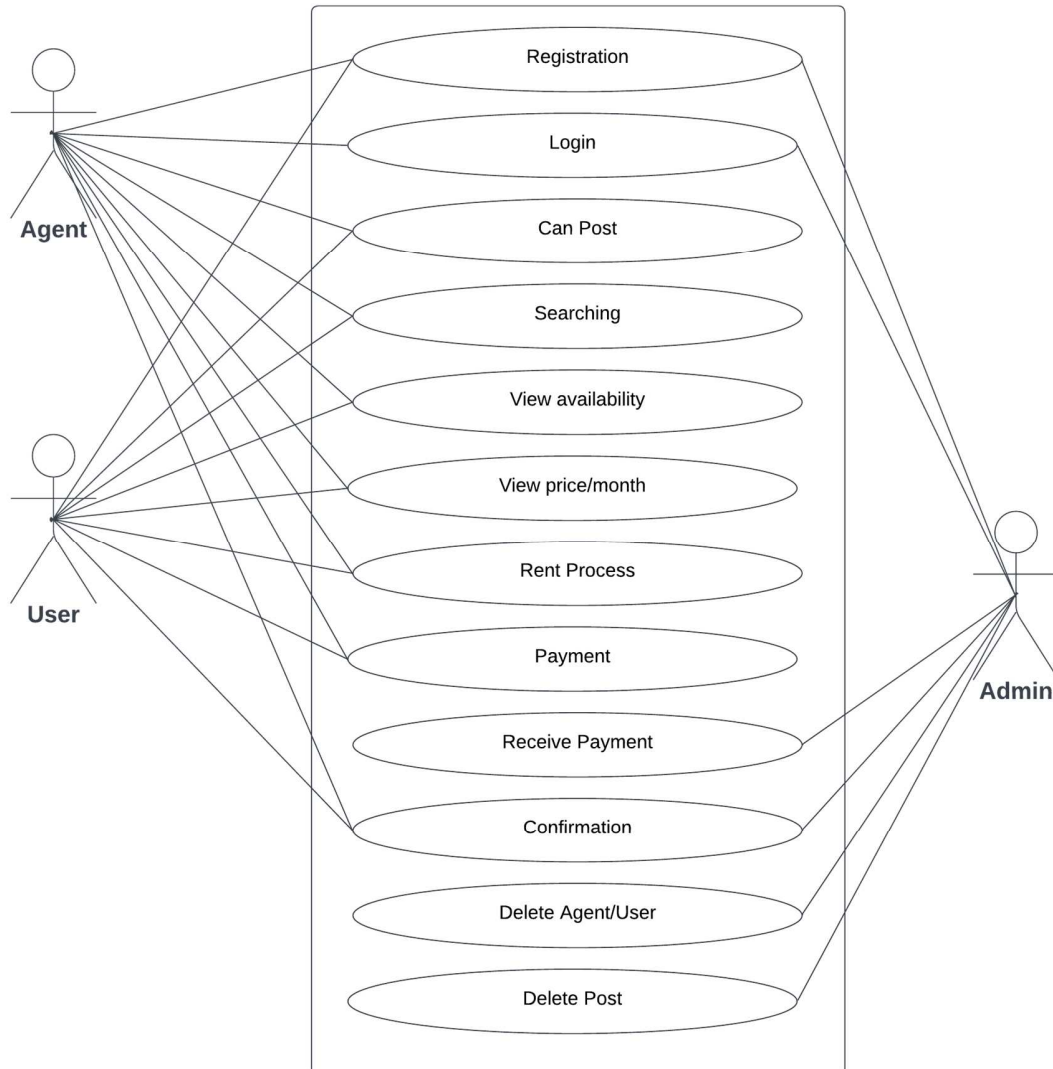 Registration
Login
Can Post
Searching
View availability
View price/month
Rent Process
Payment
Receive Payment
Confirmation
Delete Agent/User
Delete Post
Agent
User
Admin